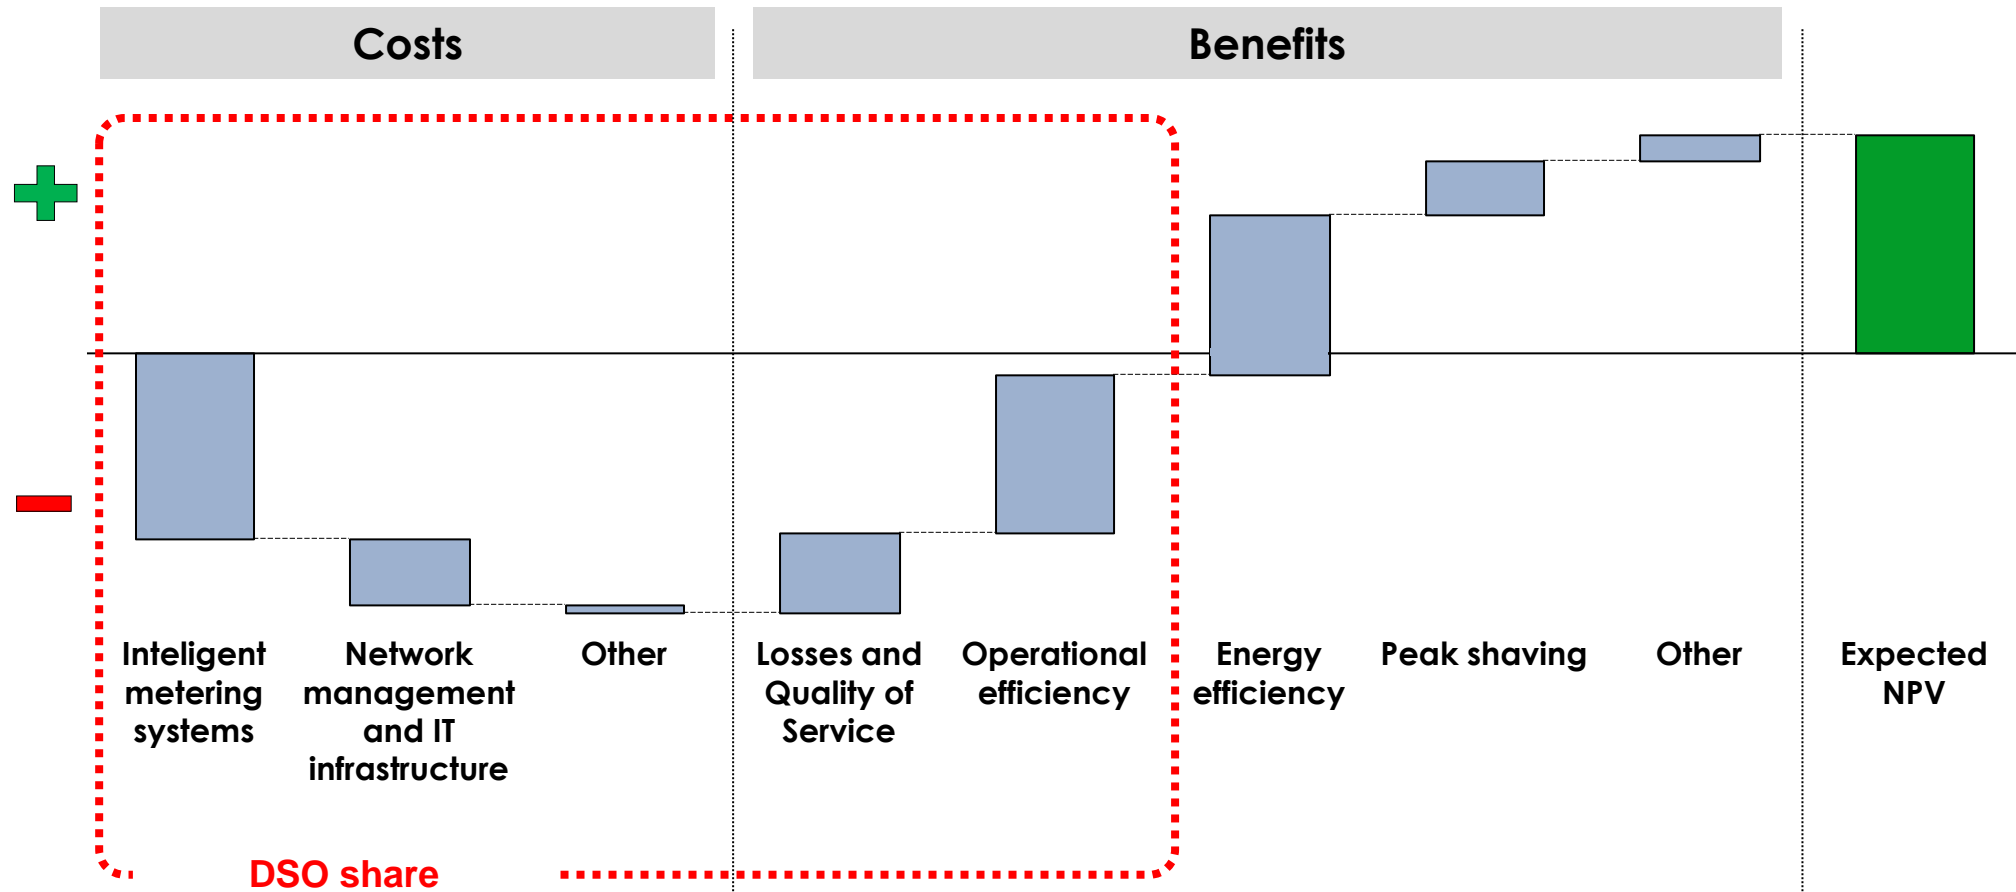 Costs
Benefits
Inteligent
metering
systems
Network
management
and IT
infrastructure
Other
Losses and
Quality of
Service
Operational
efficiency
Energy
efficiency
Peak shaving
Other
Expected
NPV
DSO share